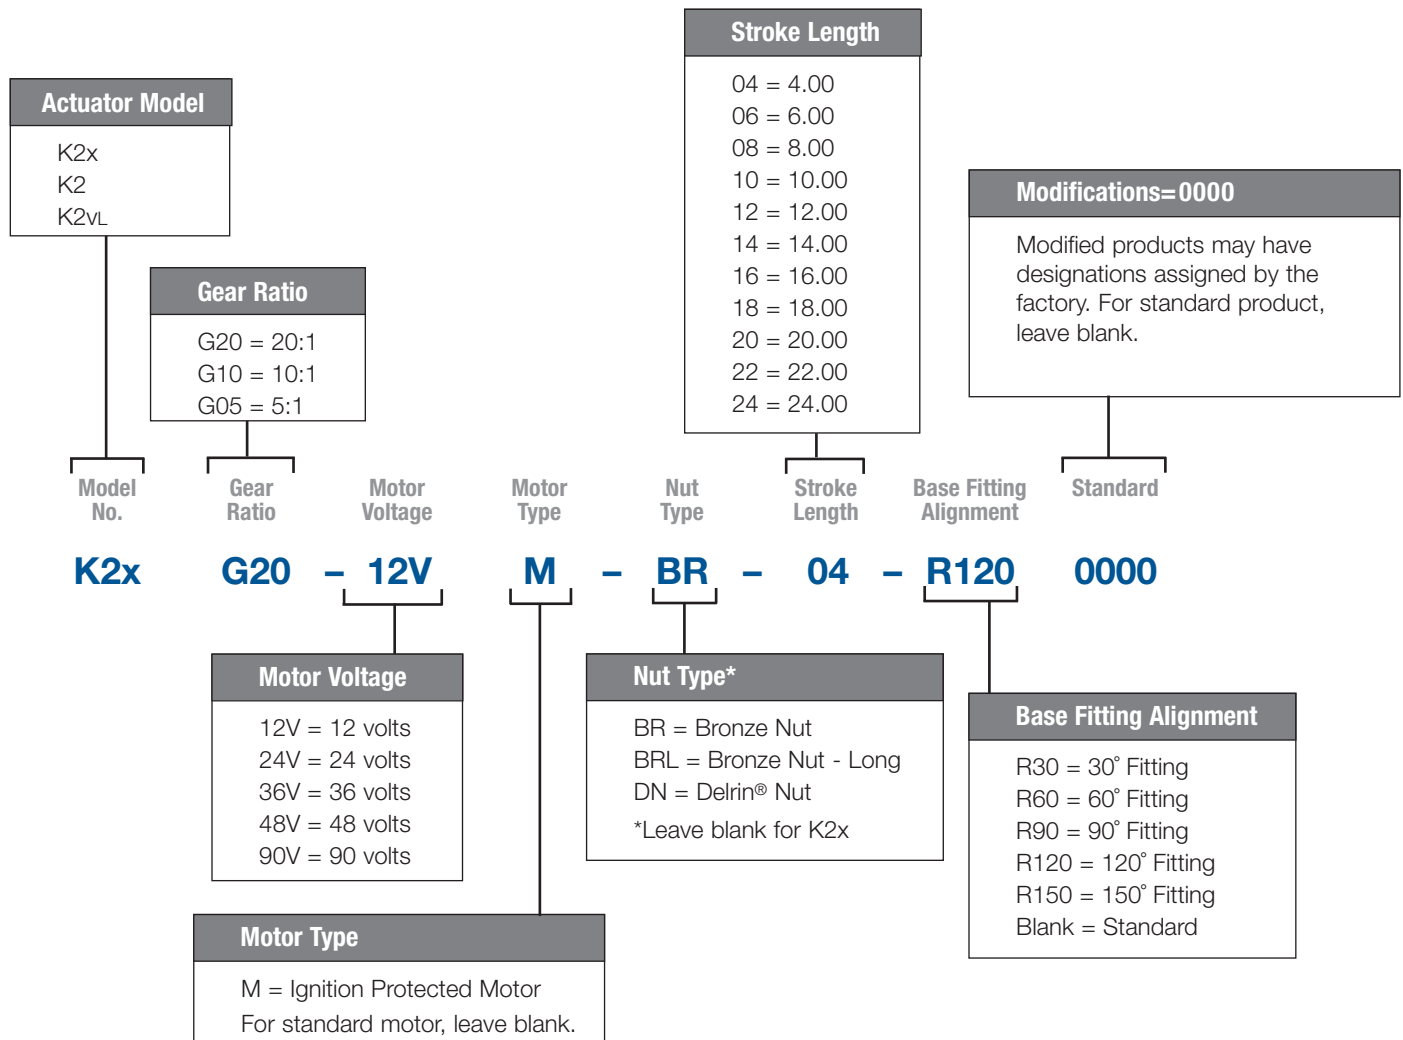 Stroke Length
04 = 4.00
06 = 6.00
08 = 8.00
10 = 10.00
12 = 12.00
14 = 14.00
16 = 16.00
18 = 18.00
20 = 20.00
22 = 22.00
24 = 24.00
Actuator Model
K2x
K2
K2VL
Gear Ratio
G20 = 20:1
G10 = 10:1
G05 = 5:1
Modifications=0000
Modified products may have
designations assigned by the
factory. For standard product,
leave blank.
Model
No.
Gear
Ratio
Motor
Voltage
Motor
Type
Nut
Type
Stroke
Length
Base Fitting
Alignment
Standard
K2x G20 – 12V M – BR – 04 – R120 0000
Motor Voltage
12V = 12 volts
24V = 24 volts
36V = 36 volts
48V = 48 volts
90V = 90 volts
Nut Type*
BR = Bronze Nut
BRL = Bronze Nut - Long
DN = Delrin® Nut
*Leave blank for K2x
Base Fitting Alignment
R30 = 30° Fitting
R60 = 60° Fitting
R90 = 90° Fitting
R120 = 120° Fitting
R150 = 150° Fitting
Blank = Standard
Motor Type
M = Ignition Protected Motor
For standard motor, leave blank.